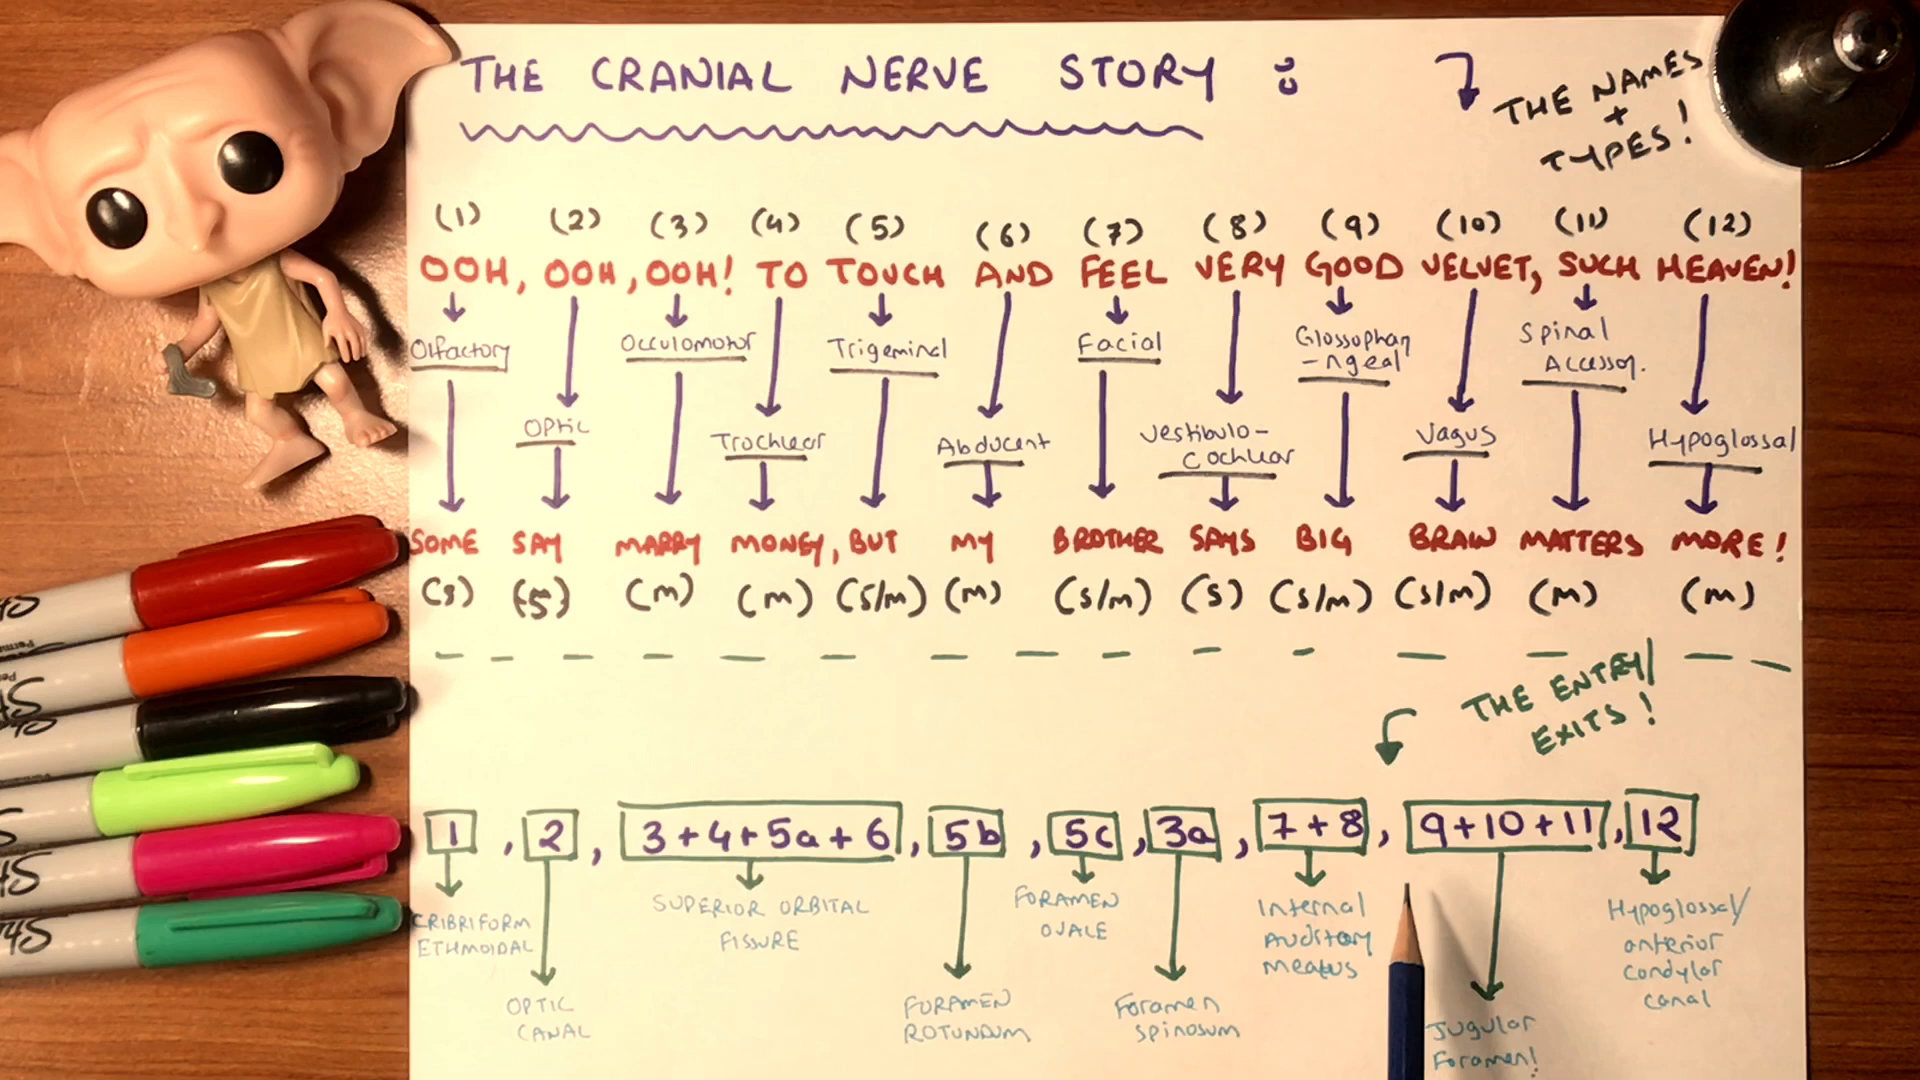 THE CRANIAL NERVE STORY :
THE NAMES
+
TYPES!
(1) (2) (3) (4) (5) (6) (7) (8) (9) (10) (11) (12)
OOH, OOH, OOH! TO TOUCH AND FEEL VERY GOOD VELVET, SUCH HEAVEN!
Olfactory Occulomotor Trigeminal Facial Glossophan Spinal
-ngeal Accessor.
Optic Trochlear Abducent Vestibulo- Vagus Hypoglossal
Cochlear
SOME SAY MARRY MONEY, BUT MY BROTHER SAYS BIG BRAIN MATTERS MORE!
(S) (S) (m) (m) (S/m) (m) (S/m) (S) (S/m) (S/m) (m) (m)
THE ENTRY/
EXITS!
1, 2, 3+4+5a+6, 5b, 5c, 3a, 7+8, 9+10+11, 12
CRIBRIFORM SUPERIOR ORBITAL FORAMEN Internal Hypoglossal/
ETHMOIDAL FISSURE OVALE Auditory anterior
meatus condylar
canal
OPTIC FORAMEN Foramen Jugular
CANAL ROTUNDUM Spinosum Foramen!